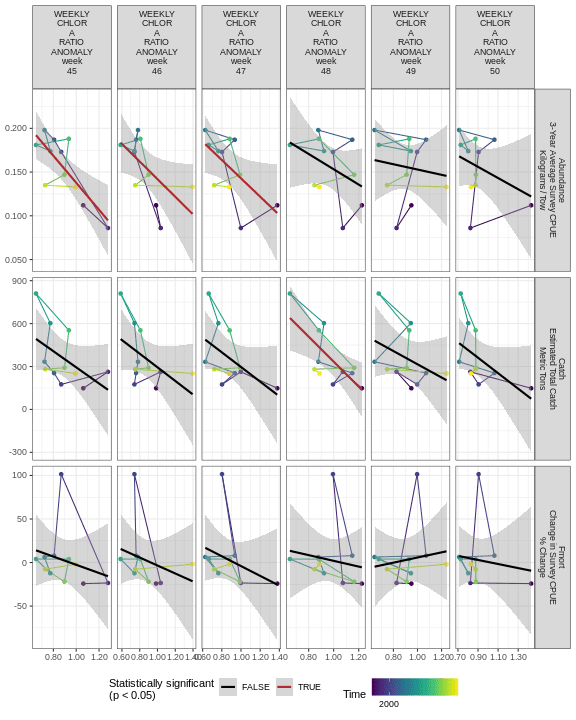 WEEKLY
CHLOR
A
RATIO
ANOMALY
week
45
WEEKLY
CHLOR
A
RATIO
ANOMALY
week
46
WEEKLY
CHLOR
A
RATIO
ANOMALY
week
47
WEEKLY
CHLOR
A
RATIO
ANOMALY
week
48
WEEKLY
CHLOR
A
RATIO
ANOMALY
week
49
WEEKLY
CHLOR
A
RATIO
ANOMALY
week
50
0.200
0.150
0.100
0.050
Abundance
3-Year Average Survey CPUE
Kilograms / Tow
900
600
300
0
-300
Catch
Estimated Total Catch
Metric Tons
100
50
0
-50
Fmort
Change in Survey CPUE
% Change
0.80 1.00 1.20
0.60 0.80 1.00 1.20 1.40
0.60 0.80 1.00 1.20 1.40
0.80 1.00 1.20
0.60 0.80 1.00 1.20
0.70 0.90 1.10 1.30
Statistically significant
(p < 0.05)
FALSE
TRUE
Time
2000